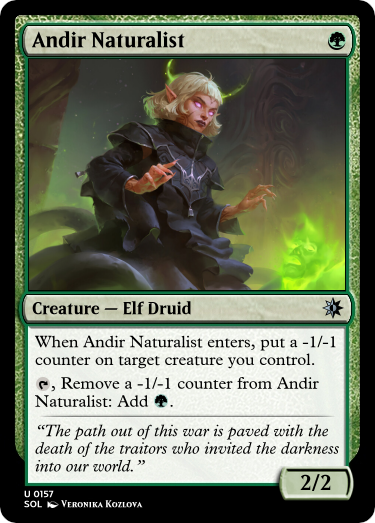 Andir Naturalist
Creature — Elf Druid
When Andir Naturalist enters, put a -1/-1
counter on target creature you control.
, Remove a -1/-1 counter from Andir
Naturalist: Add .
“The path out of this war is paved with the
death of the traitors who invited the darkness
into our world.”
2/2
U 0157
SOL Veronika Kozlova